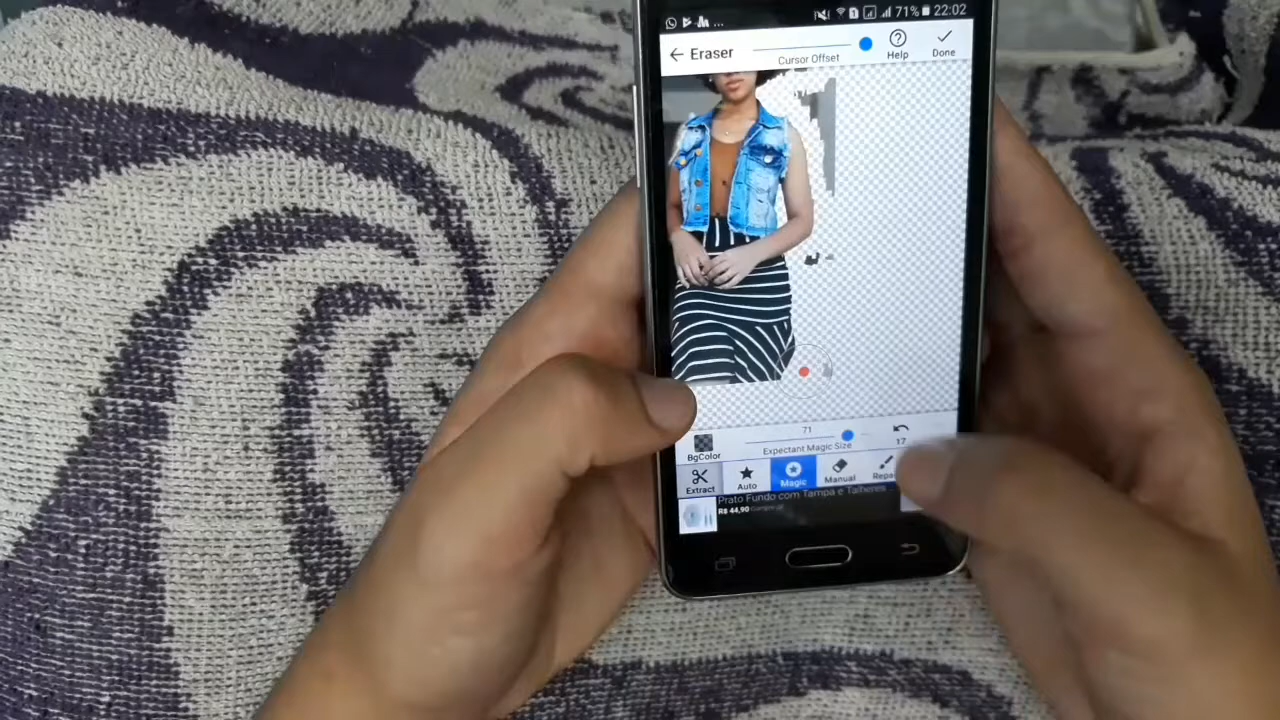 71% 22:02
Eraser
Cursor Offset
Help
Done
71
17
BgColor
Expectant Magic Size
Extract
Auto
Magic
Manual
Prato Fundo com Tampa e Talheres
R$ 44,90